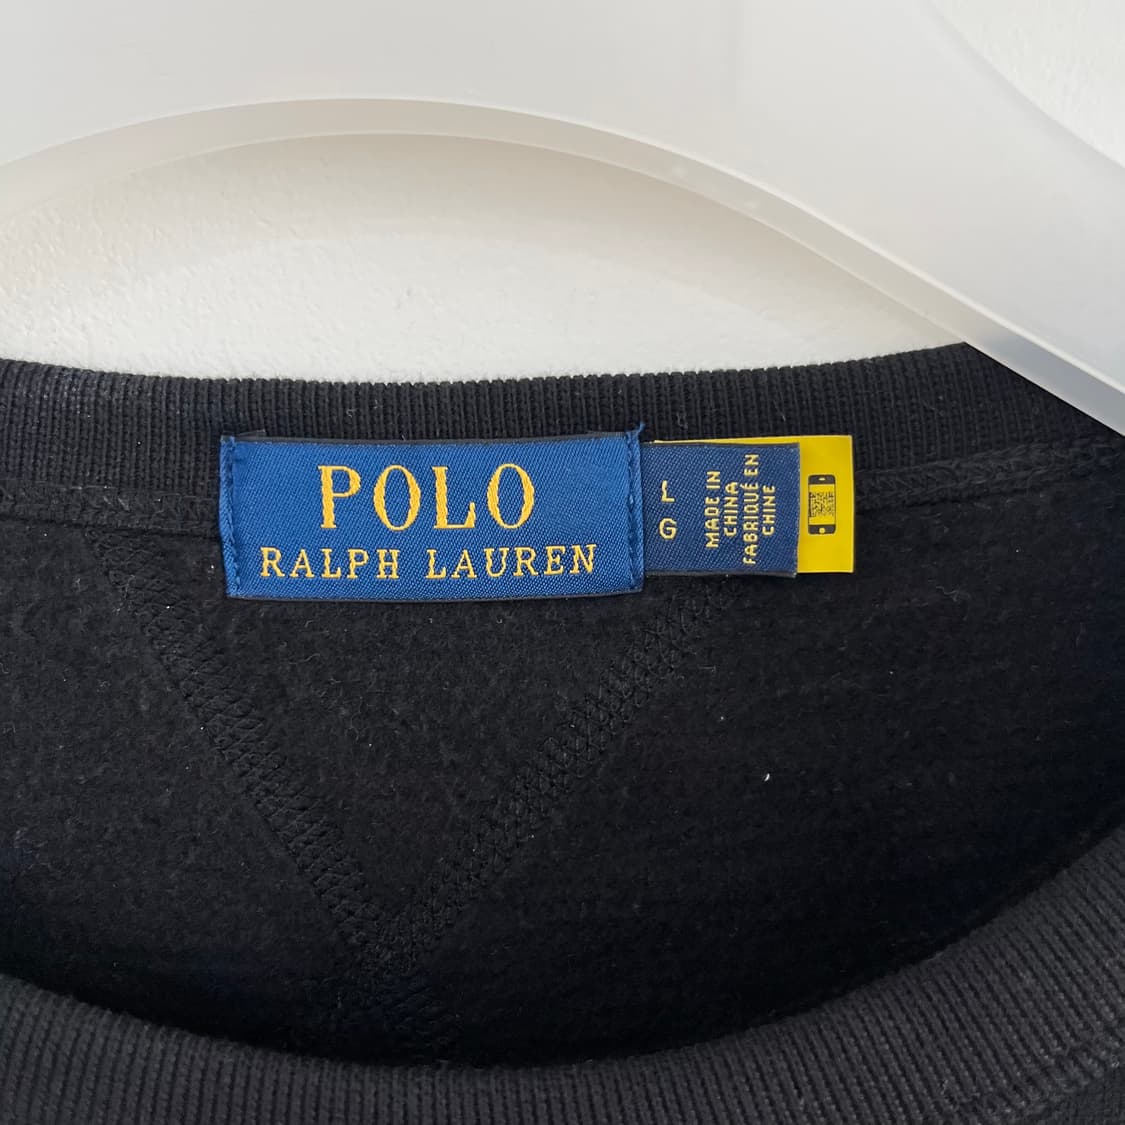 POLO
RALPH LAUREN
L
G
MADE IN
CHINA
FABRIQUÉ EN
CHINE